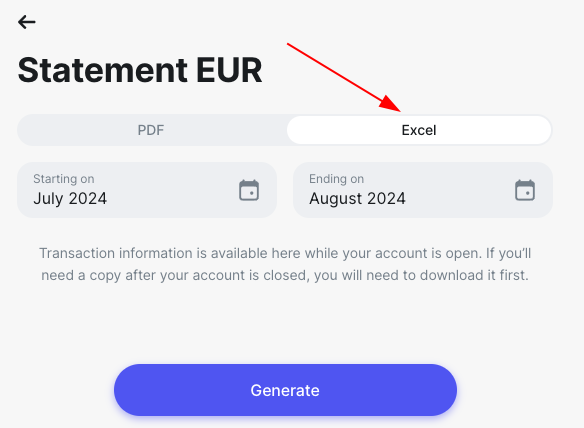 Statement EUR
PDF
Excel
Starting on
July 2024
Ending on
August 2024
Transaction information is available here while your account is open. If you’ll
need a copy after your account is closed, you will need to download it first.
Generate